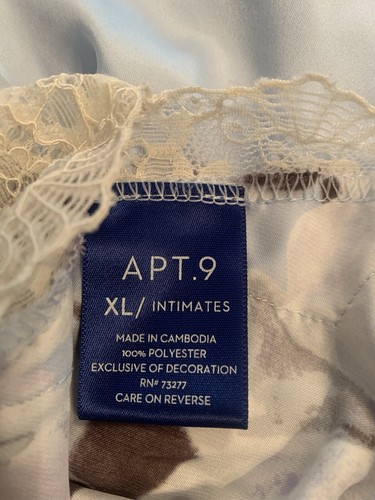 APT.9
XL/ INTIMATES
MADE IN CAMBODIA
100% POLYESTER
EXCLUSIVE OF DECORATION
RN# 73277
CARE ON REVERSE